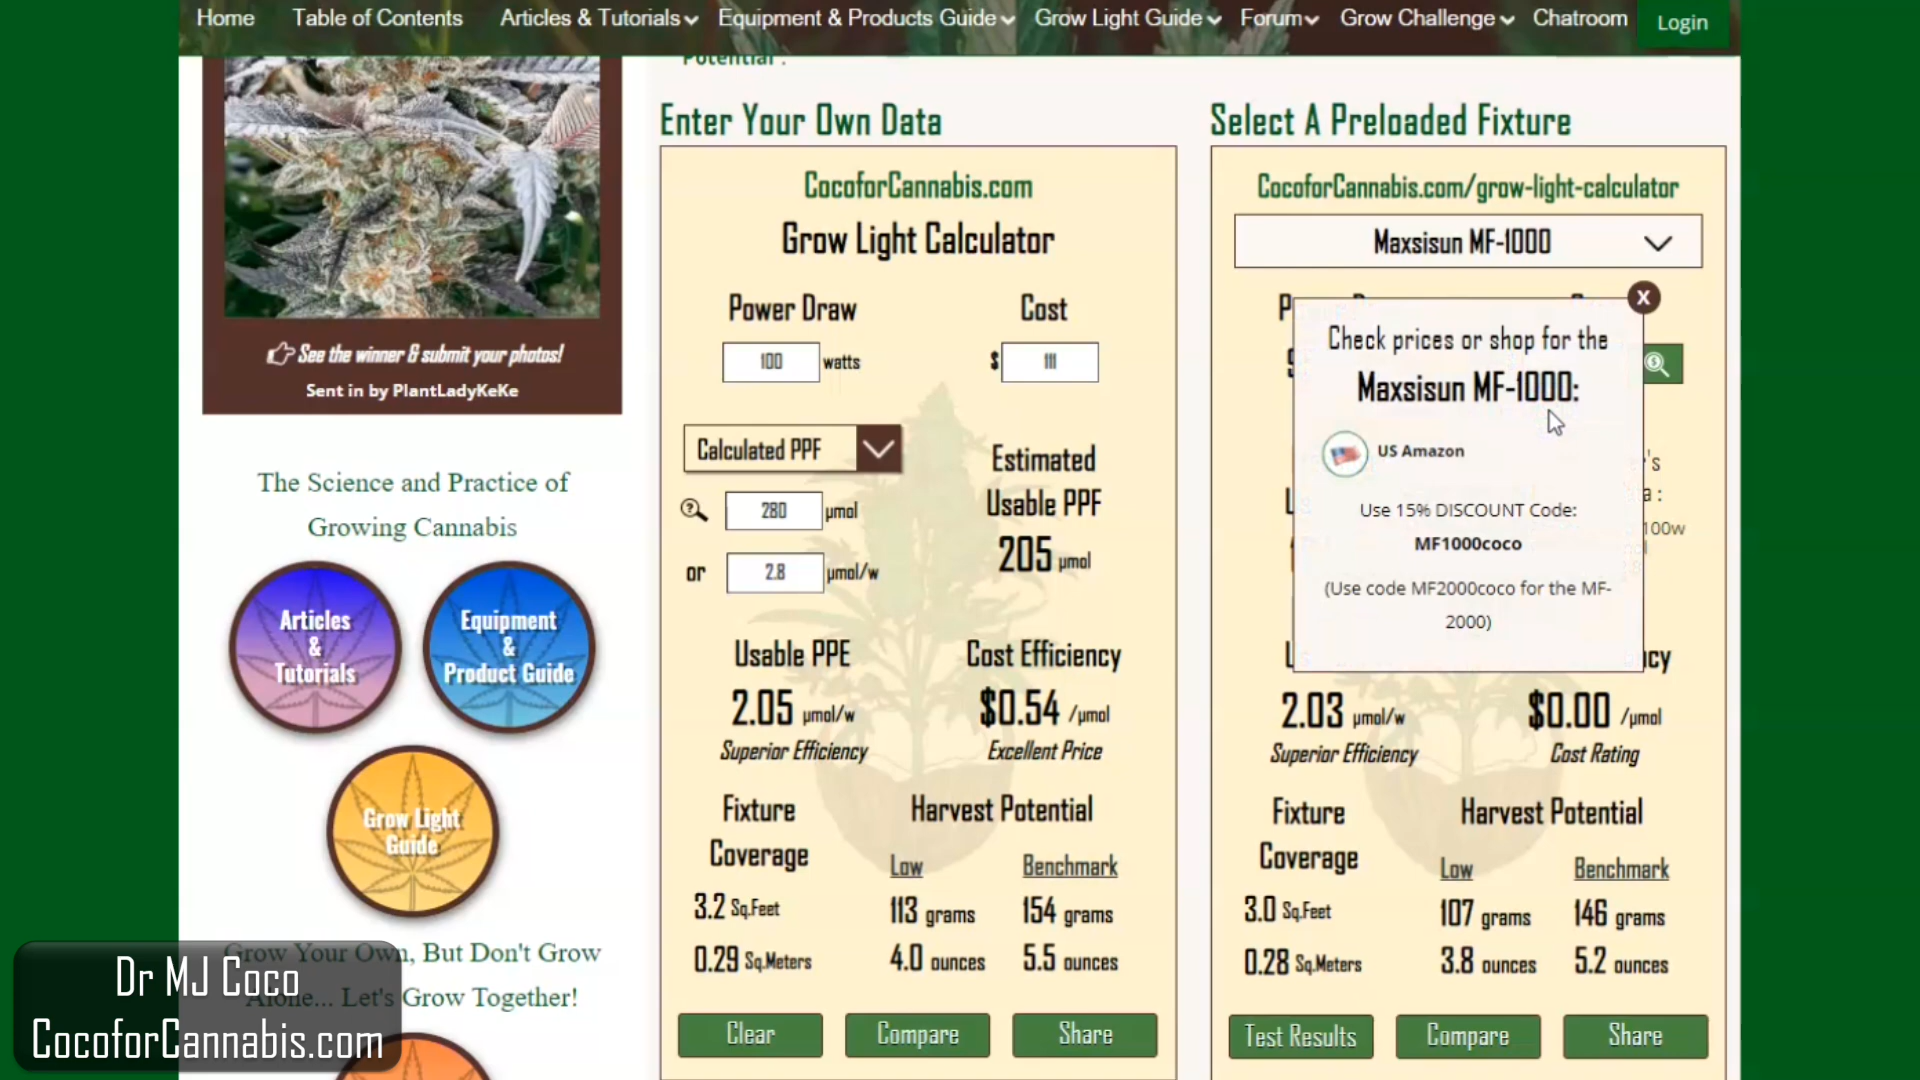 Home
Table of Contents
Articles & Tutorials
Equipment & Products Guide
Grow Light Guide
Forum
Grow Challenge
Chatroom
Login
Potential :
See the winner & submit your photos!
Sent in by PlantLadyKeKe
The Science and Practice of
Growing Cannabis
Articles
&
Tutorials
Equipment
&
Product Guide
Grow Light
Guide
Grow Your Own, But Don't Grow
Alone... Let's Grow Together!
Dr MJ Coco
CocoforCannabis.com
Enter Your Own Data
CocoforCannabis.com
Grow Light Calculator
Power Draw
Cost
100 watts
$ 111
Calculated PPF
Estimated
Usable PPF
280 µmol
205 µmol
or 2.8 µmol/w
Usable PPE
Cost Efficiency
2.05 µmol/w
$0.54 /µmol
Superior Efficiency
Excellent Price
Fixture
Coverage
Harvest Potential
Low
Benchmark
3.2 Sq.Feet
113 grams
154 grams
0.29 Sq.Meters
4.0 ounces
5.5 ounces
Clear
Compare
Share
Select A Preloaded Fixture
CocoforCannabis.com/grow-light-calculator
Maxsisun MF-1000
X
Check prices or shop for the
Maxsisun MF-1000:
US Amazon
Use 15% DISCOUNT Code:
MF1000coco
(Use code MF2000coco for the MF-
2000)
100w
2.03 µmol/w
$0.00 /µmol
Superior Efficiency
Cost Rating
Fixture
Coverage
Harvest Potential
Low
Benchmark
3.0 Sq.Feet
107 grams
146 grams
0.28 Sq.Meters
3.8 ounces
5.2 ounces
Test Results
Compare
Share